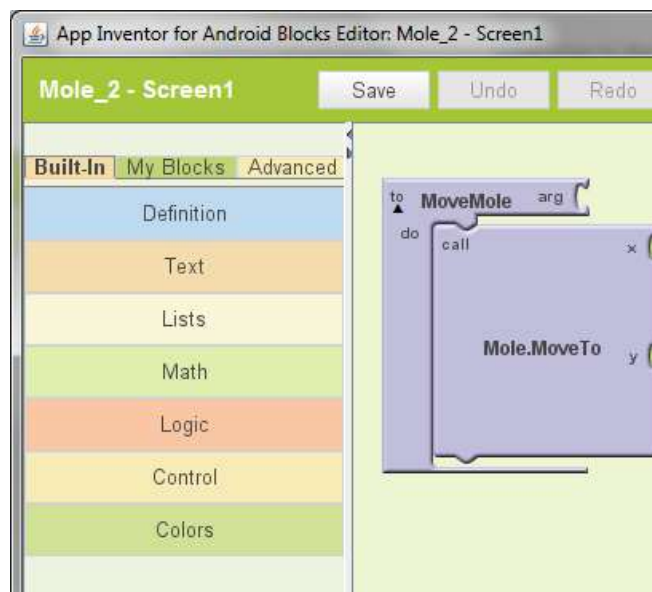 App Inventor for Android Blocks Editor: Mole_2 - Screen1
Mole_2 - Screen1 Save Undo Redo
Built-In My Blocks Advanced
Definition
Text
Lists
Math
Logic
Control
Colors
to MoveMole arg
do
call x
Mole.MoveTo y